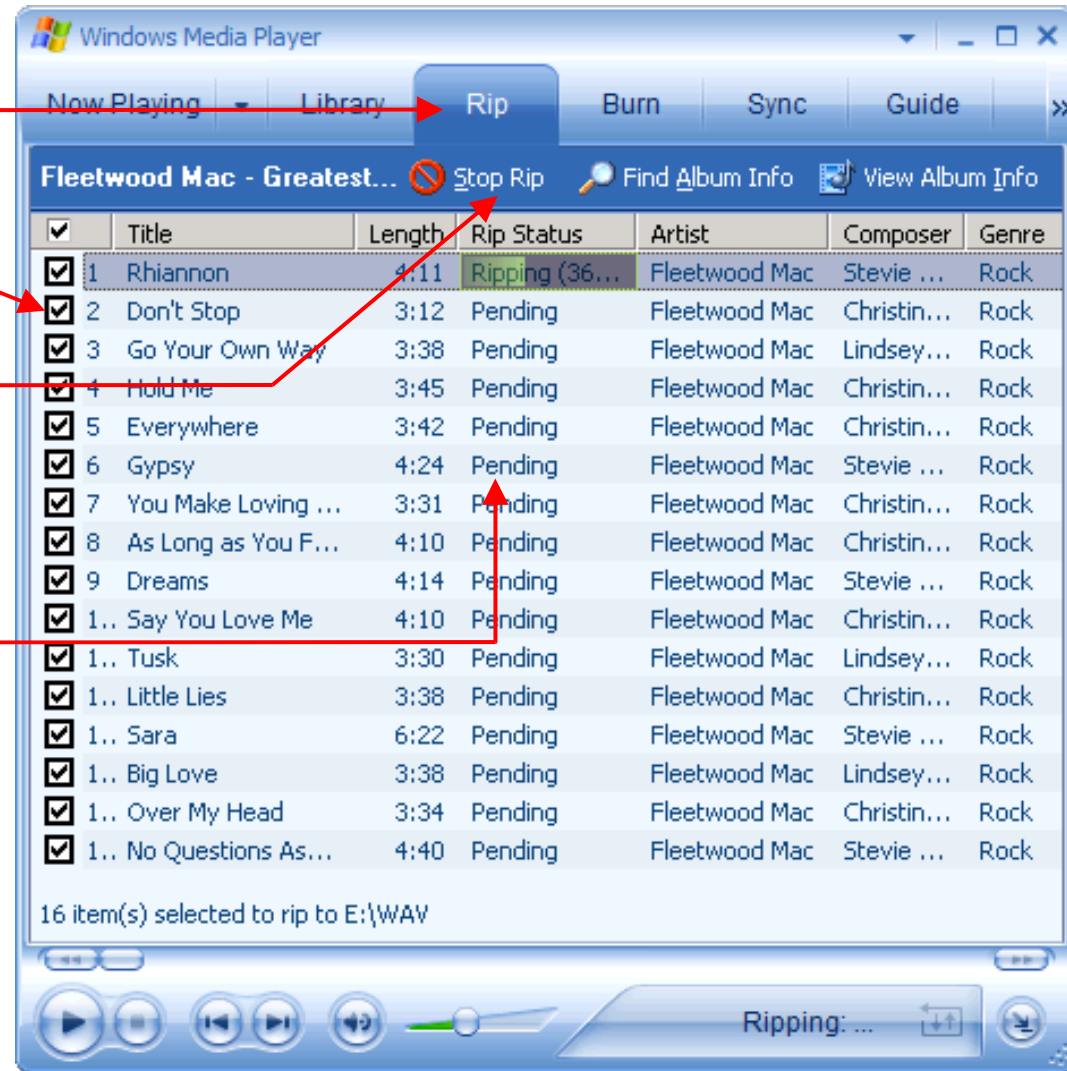 Windows Media Player
Now Playing Library Rip Burn Sync Guide »
Fleetwood Mac - Greatest... Stop Rip Find Album Info View Album Info
Title Length Rip Status Artist Composer Genre
1 Rhiannon 4:11 Ripping (36... Fleetwood Mac Stevie ... Rock
2 Don't Stop 3:12 Pending Fleetwood Mac Christin... Rock
3 Go Your Own Way 3:38 Pending Fleetwood Mac Lindsey... Rock
4 Hold Me 3:45 Pending Fleetwood Mac Christin... Rock
5 Everywhere 3:42 Pending Fleetwood Mac Christin... Rock
6 Gypsy 4:24 Pending Fleetwood Mac Stevie ... Rock
7 You Make Loving ... 3:31 Pending Fleetwood Mac Christin... Rock
8 As Long as You F... 4:10 Pending Fleetwood Mac Christin... Rock
9 Dreams 4:14 Pending Fleetwood Mac Stevie ... Rock
1.. Say You Love Me 4:10 Pending Fleetwood Mac Christin... Rock
1.. Tusk 3:30 Pending Fleetwood Mac Lindsey... Rock
1.. Little Lies 3:38 Pending Fleetwood Mac Christin... Rock
1.. Sara 6:22 Pending Fleetwood Mac Stevie ... Rock
1.. Big Love 3:38 Pending Fleetwood Mac Lindsey... Rock
1.. Over My Head 3:34 Pending Fleetwood Mac Christin... Rock
1.. No Questions As... 4:40 Pending Fleetwood Mac Stevie ... Rock
16 item(s) selected to rip to E:\WAV
Ripping: ...